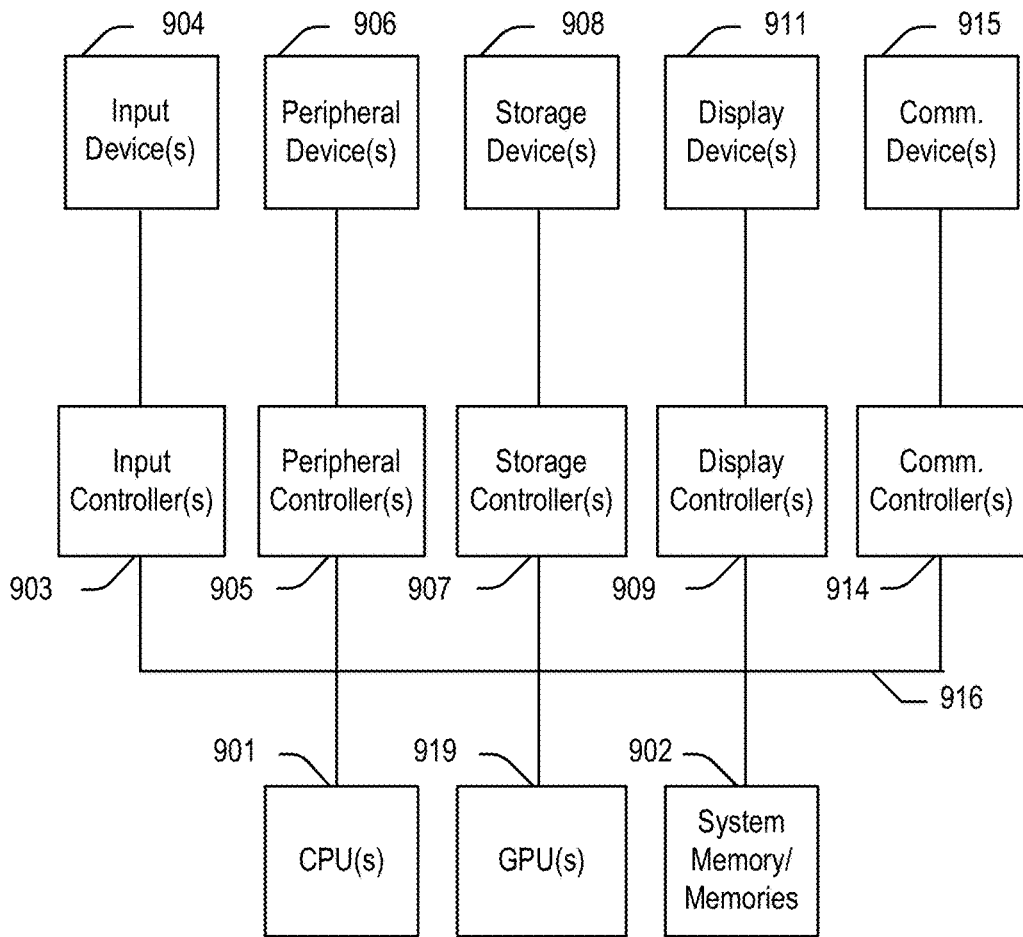 904 906 908 911 915
Input Peripheral Storage Display Comm.
Device(s) Device(s) Device(s) Device(s) Device(s)
Input Peripheral Storage Display Comm.
Controller(s) Controller(s) Controller(s) Controller(s) Controller(s)
903 905 907 909 914
916
901 919 902
System
CPU(s) GPU(s) Memory/
Memories